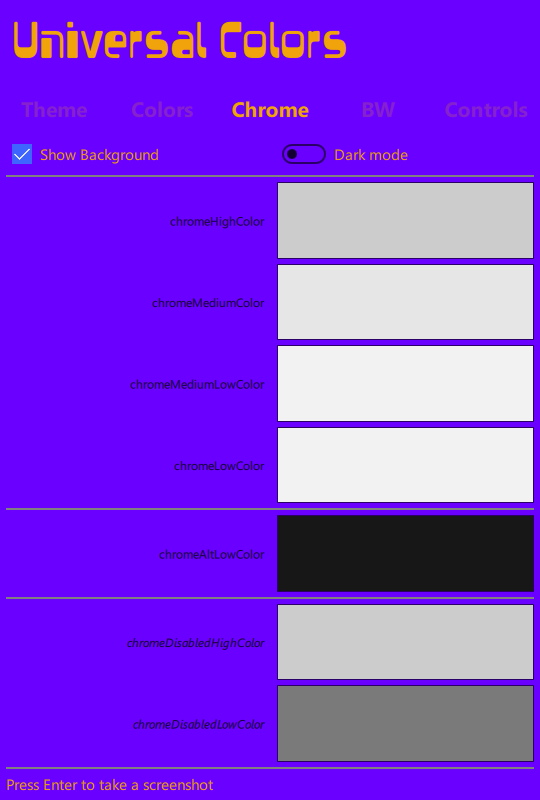 Universal Colors
Theme Colors Chrome BW Controls
Show Background Dark mode
chromeHighColor
chromeMediumColor
chromeMediumLowColor
chromeLowColor
chromeAltLowColor
chromeDisabledHighColor
chromeDisabledLowColor
Press Enter to take a screenshot